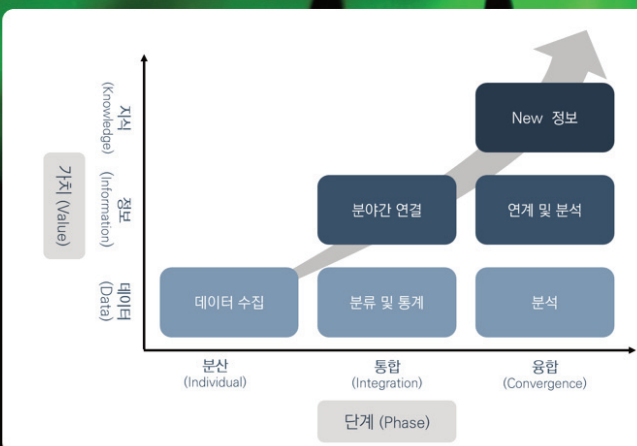 가치 (Value)
지식
(Knowledge)
정보
(Information)
데이터
(Data)
New 정보
분야간 연결
연계 및 분석
데이터 수집
분류 및 통계
분석
분산
(Individual)
통합
(Integration)
융합
(Convergence)
단계 (Phase)